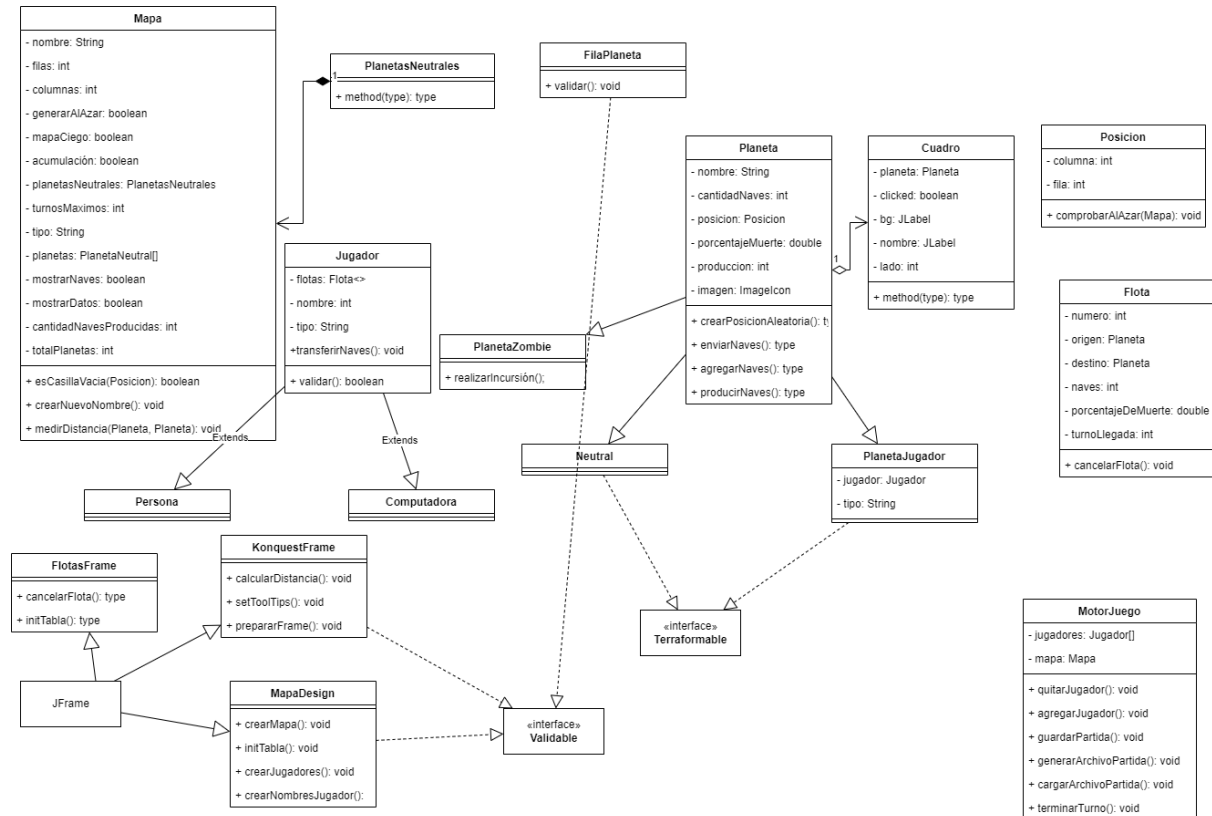 Mapa
- nombre: String
- filas: int
- columnas: int
- generarAlAzar: boolean
- mapaCiego: boolean
- acumulación: boolean
- planetasNeutrales: PlanetasNeutrales
- turnosMaximos: int
- tipo: String
- planetas: PlanetaNeutral[]
- mostrarNaves: boolean
- mostrarDatos: boolean
- cantidadNavesProducidas: int
- totalPlanetas: int
+ esCasillaVacia(Posicion): boolean
+ crearNuevoNombre(): void
+ medirDistancia(Planeta, Planeta): void
1
PlanetasNeutrales
+ method(type): type
FilaPlaneta
+ validar(): void
Planeta
- nombre: String
- cantidadNaves: int
- posicion: Posicion
- porcentajeMuerte: double
- produccion: int
- imagen: ImageIcon
+ crearPosicionAleatoria(): ty
+ enviarNaves(): type
+ agregarNaves(): type
+ producirNaves(): type
1
Cuadro
- planeta: Planeta
- clicked: boolean
- bg: JLabel
- nombre: JLabel
- lado: int
+ method(type): type
Posicion
- columna: int
- fila: int
+ comprobarAlAzar(Mapa): void
Jugador
- flotas: Flota<>
- nombre: int
- tipo: String
+transferirNaves(): void
+ validar(): boolean
Extends
Extends
PlanetaZombie
+ realizarIncursión();
Flota
- numero: int
- origen: Planeta
- destino: Planeta
- naves: int
- porcentajeDeMuerte: double
- turnoLlegada: int
+ cancelarFlota(): void
Neutral
PlanetaJugador
- jugador: Jugador
- tipo: String
Persona
Computadora
FlotasFrame
+ cancelarFlota(): type
+ initTabla(): type
KonquestFrame
+ calcularDistancia(): void
+ setToolTips(): void
+ prepararFrame(): void
«interface»
Terraformable
JFrame
MapaDesign
+ crearMapa(): void
+ initTabla(): void
+ crearJugadores(): void
+ crearNombresJugador():
«interface»
Validable
MotorJuego
- jugadores: Jugador[]
- mapa: Mapa
+ quitarJugador(): void
+ agregarJugador(): void
+ guardarPartida(): void
+ generarArchivoPartida(): void
+ cargarArchivoPartida(): void
+ terminarTurno(): void